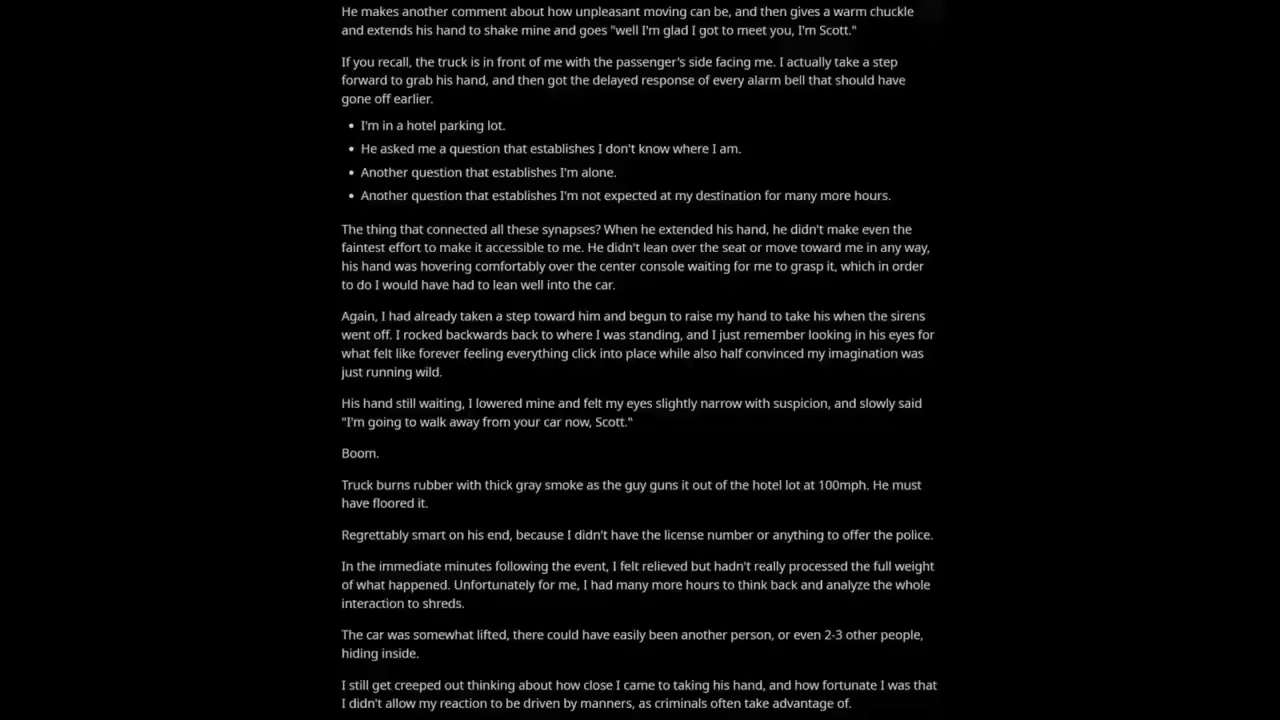 He makes another comment about how unpleasant moving can be, and then gives a warm chuckle
and extends his hand to shake mine and goes "well I'm glad I got to meet you, I'm Scott."
If you recall, the truck is in front of me with the passenger's side facing me. I actually take a step
forward to grab his hand, and then got the delayed response of every alarm bell that should have
gone off earlier.
• I'm in a hotel parking lot.
• He asked me a question that establishes I don't know where I am.
• Another question that establishes I'm alone.
• Another question that establishes I'm not expected at my destination for many more hours.
The thing that connected all these synapses? When he extended his hand, he didn't make even the
faintest effort to make it accessible to me. He didn't lean over the seat or move toward me in any way,
his hand was hovering comfortably over the center console waiting for me to grasp it, which in order
to do I would have had to lean well into the car.
Again, I had already taken a step toward him and begun to raise my hand to take his when the sirens
went off. I rocked backwards back to where I was standing, and I just remember looking in his eyes for
what felt like forever feeling everything click into place while also half convinced my imagination was
just running wild.
His hand still waiting, I lowered mine and felt my eyes slightly narrow with suspicion, and slowly said
"I'm going to walk away from your car now, Scott."
Boom.
Truck burns rubber with thick gray smoke as the guy guns it out of the hotel lot at 100mph. He must
have floored it.
Regrettably smart on his end, because I didn't have the license number or anything to offer the police.
In the immediate minutes following the event, I felt relieved but hadn't really processed the full weight
of what happened. Unfortunately for me, I had many more hours to think back and analyze the whole
interaction to shreds.
The car was somewhat lifted, there could have easily been another person, or even 2-3 other people,
hiding inside.
I still get creeped out thinking about how close I came to taking his hand, and how fortunate I was that
I didn't allow my reaction to be driven by manners, as criminals often take advantage of.